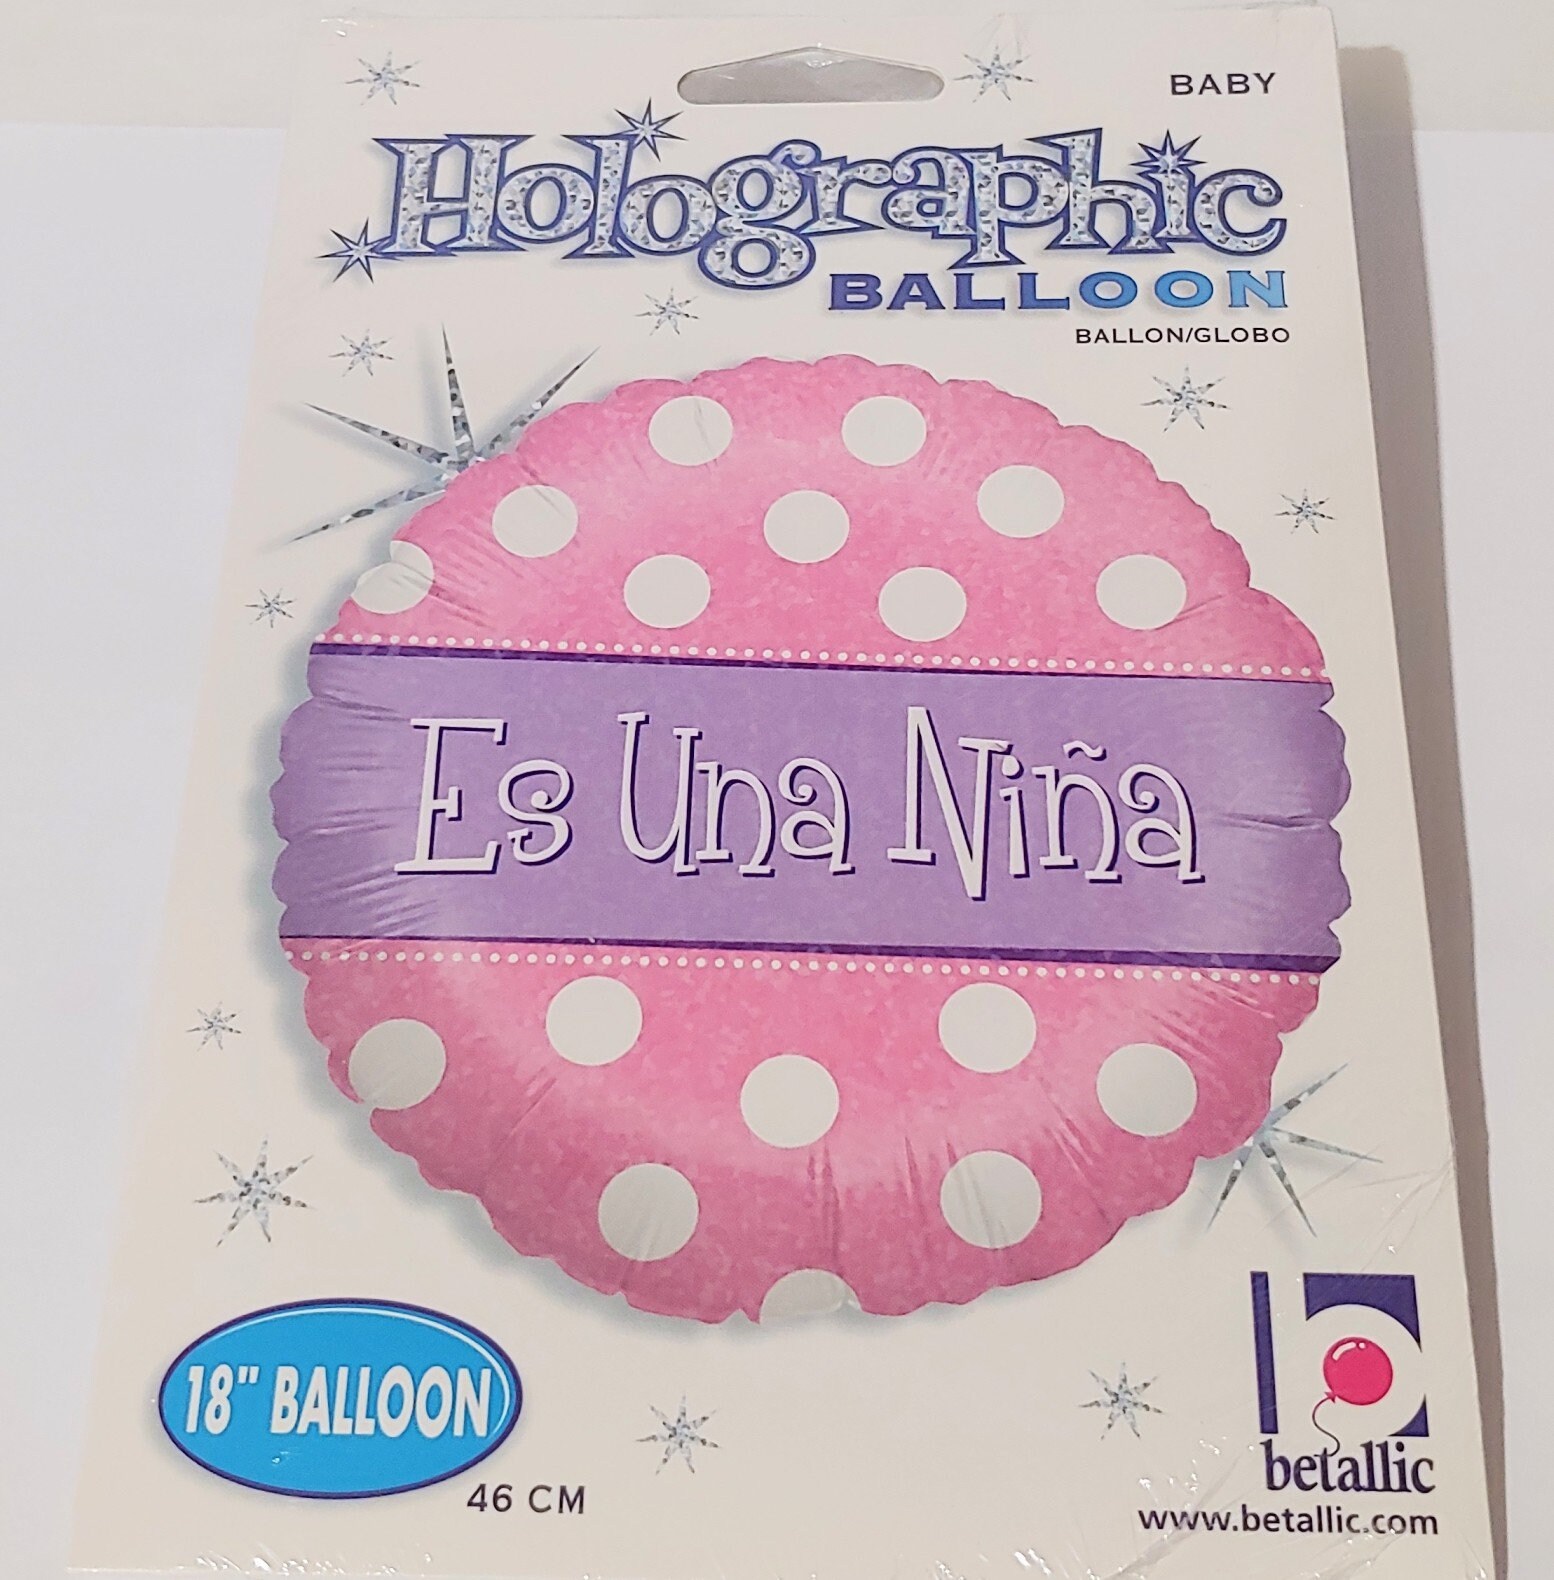 BABY
Holographic
BALLOON
BALLON/GLOBO
Es Una Niña
18" BALLOON
46 CM
betallic
www.betallic.com